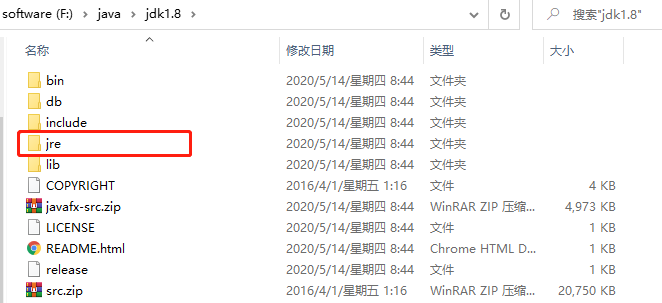 software (F:) > java > jdk1.8 > 搜索"jdk1.8"
名称 修改日期 类型 大小
bin 2020/5/14/星期四 8:44 文件夹
db 2020/5/14/星期四 8:44 文件夹
include 2020/5/14/星期四 8:44 文件夹
jre 2020/5/14/星期四 8:44 文件夹
lib 2020/5/14/星期四 8:44 文件夹
COPYRIGHT 2016/4/1/星期五 1:16 文件 4 KB
javafx-src.zip 2020/5/14/星期四 8:44 WinRAR ZIP 压缩... 4,973 KB
LICENSE 2020/5/14/星期四 8:44 文件 1 KB
README.html 2020/5/14/星期四 8:44 Chrome HTML D... 1 KB
release 2020/5/14/星期四 8:44 文件 1 KB
src.zip 2016/4/1/星期五 1:16 WinRAR ZIP 压缩... 20,750 KB